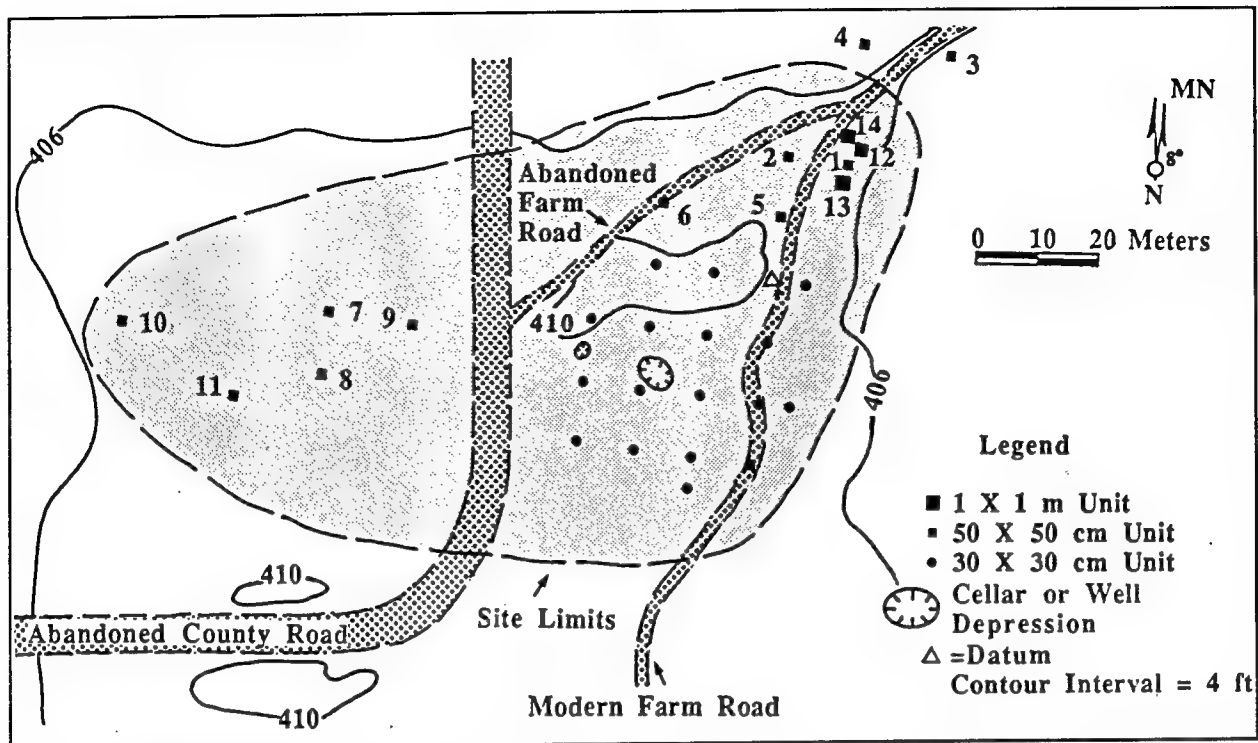 4
3
406
MN
14
2
12
1
8°
N
Abandoned
Farm
Road
13
6
5
0 10 20 Meters
410
10
7
9
8
11
406
Legend
1 X 1 m Unit
50 X 50 cm Unit
30 X 30 cm Unit
Cellar or Well
Depression
=Datum
Contour Interval = 4 ft
410
Site Limits
Abandoned County Road
Modern Farm Road
410